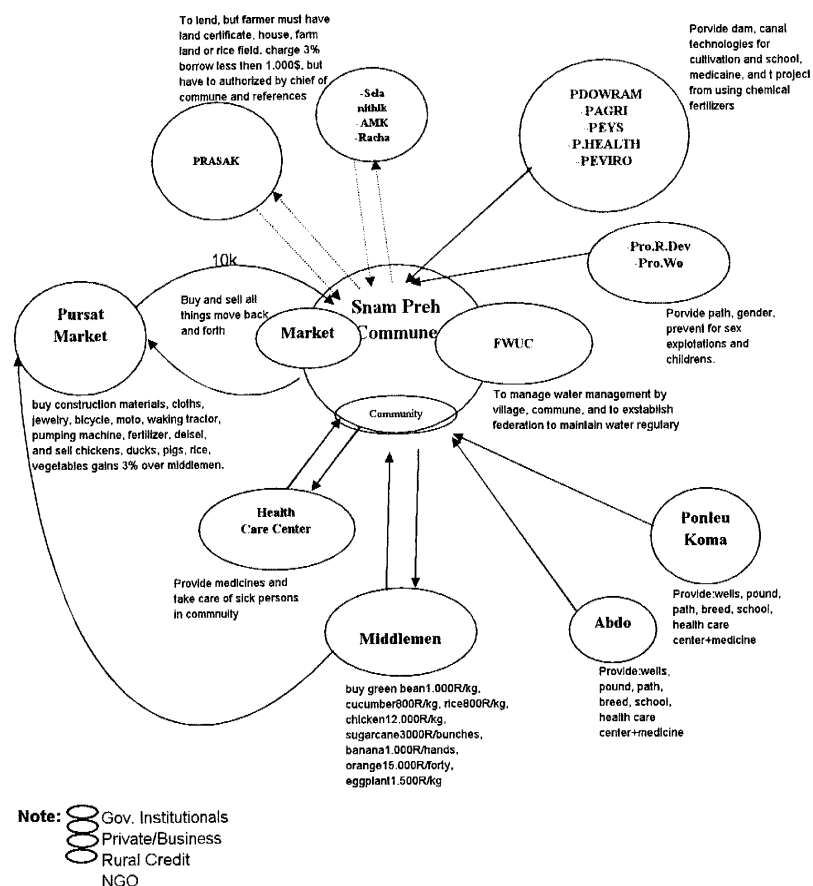 To lend, but farmer must have
land certificate, house, farm
land or rice field. charge 3%
borrow less then 1.000$, but
have to authorized by chief of
commune and references
-Sela
nithik
-AMK
-Racha
PRASAK
Porvide dam, canal
technologies for
cultivation and school,
medicaine, and t project
from using chemical
fertilizers
PDOWRAM
-PAGRI
PEYS
-P.HEALTH
-PEVIRO
-Pro.R.Dev
-Pro.Wo
Porvide path, gender,
prevent for sex
explotations and
childrens.
10k
Pursat
Market
Buy and sell all
things move back
and forth
Snam Preh
Commune
Market
FWUC
Community
To manage water management by
village, commune, and to exstablish
federation to maintain water regulary
buy construction materials, cloths,
jewelry, bicycle, moto, waking tractor,
pumping machine, fertilizer, deisel,
and sell chickens, ducks, pigs, rice,
vegetables gains 3% over middlemen.
Health
Care Center
Provide medicines and
take care of sick persons
in commnuity
Ponleu
Koma
Provide:wells, pound,
path, breed, school,
health care
center+medicine
Abdo
Provide:wells,
pound, path,
breed, school,
health care
center+medicine
Middlemen
buy green bean1.000R/kg,
cucumber800R/kg, rice800R/kg,
chicken12.000R/kg,
sugarcane3000R/bunches,
banana1.000R/hands,
orange15.000R/forty,
eggplant1.500R/kg
Note:
Gov. Institutionals
Private/Business
Rural Credit
NGO